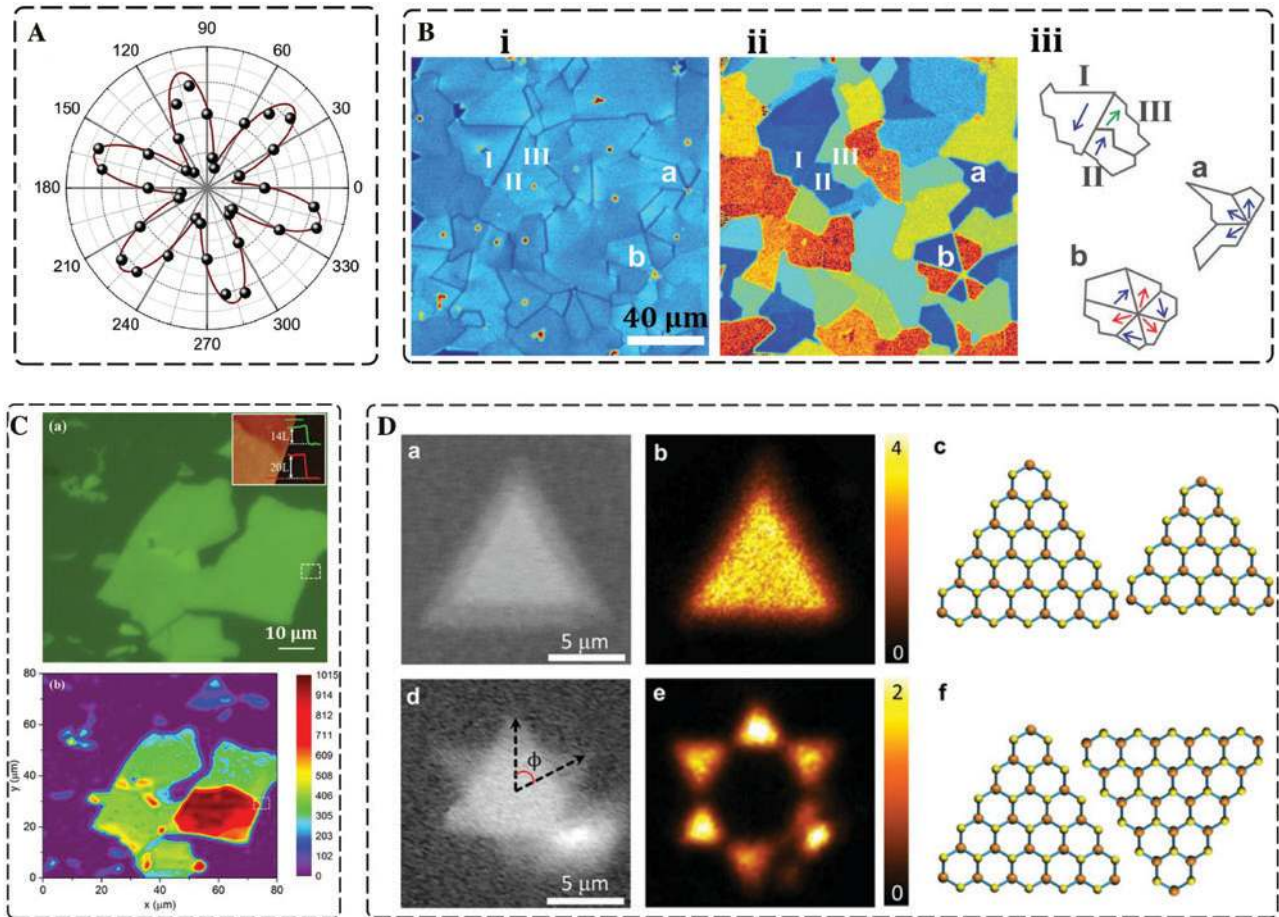 A
90
120
60
150
30
180
0
210
330
240
300
270
B
i
ii
iii
I
III
II
a
b
40 μm
I
III
II
a
b
I
III
II
a
b
C
(a)
14L
20L
10 μm
(b)
80
60
40
20
0
y (μm)
0
20
40
60
80
x (μm)
1015
914
812
711
609
508
406
305
203
102
0
D
a
5 μm
b
4
0
c
d
ϕ
5 μm
e
2
0
f